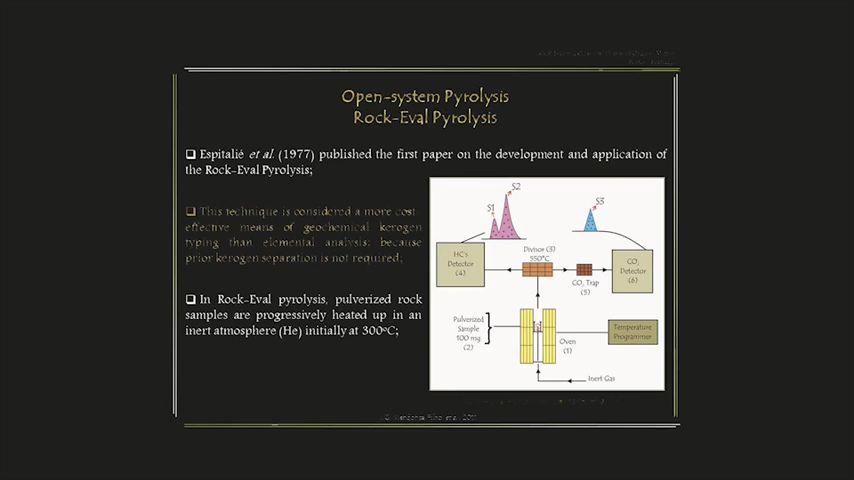 Open-system Pyrolysis
Rock-Eval Pyrolysis
❑ Espitalié et al. (1977) published the first paper on the development and application of
the Rock-Eval Pyrolysis;
❑ This technique is considered a more cost-
effective means of geochemical kerogen
typing than elemental analysis; because
prior kerogen separation is not required;
❑ In Rock-Eval pyrolysis, pulverized rock
samples are progressively heated up in an
inert atmosphere (He) initially at 300ºC;
S1
S2
S3
HC's
Detector
(4)
Divisor (3)
550°C
CO₂ Trap
(5)
CO₂
Detector
(6)
Pulverized
Sample
100 mg
(2)
Oven
(1)
Temperature
Programmer
Inert Gas